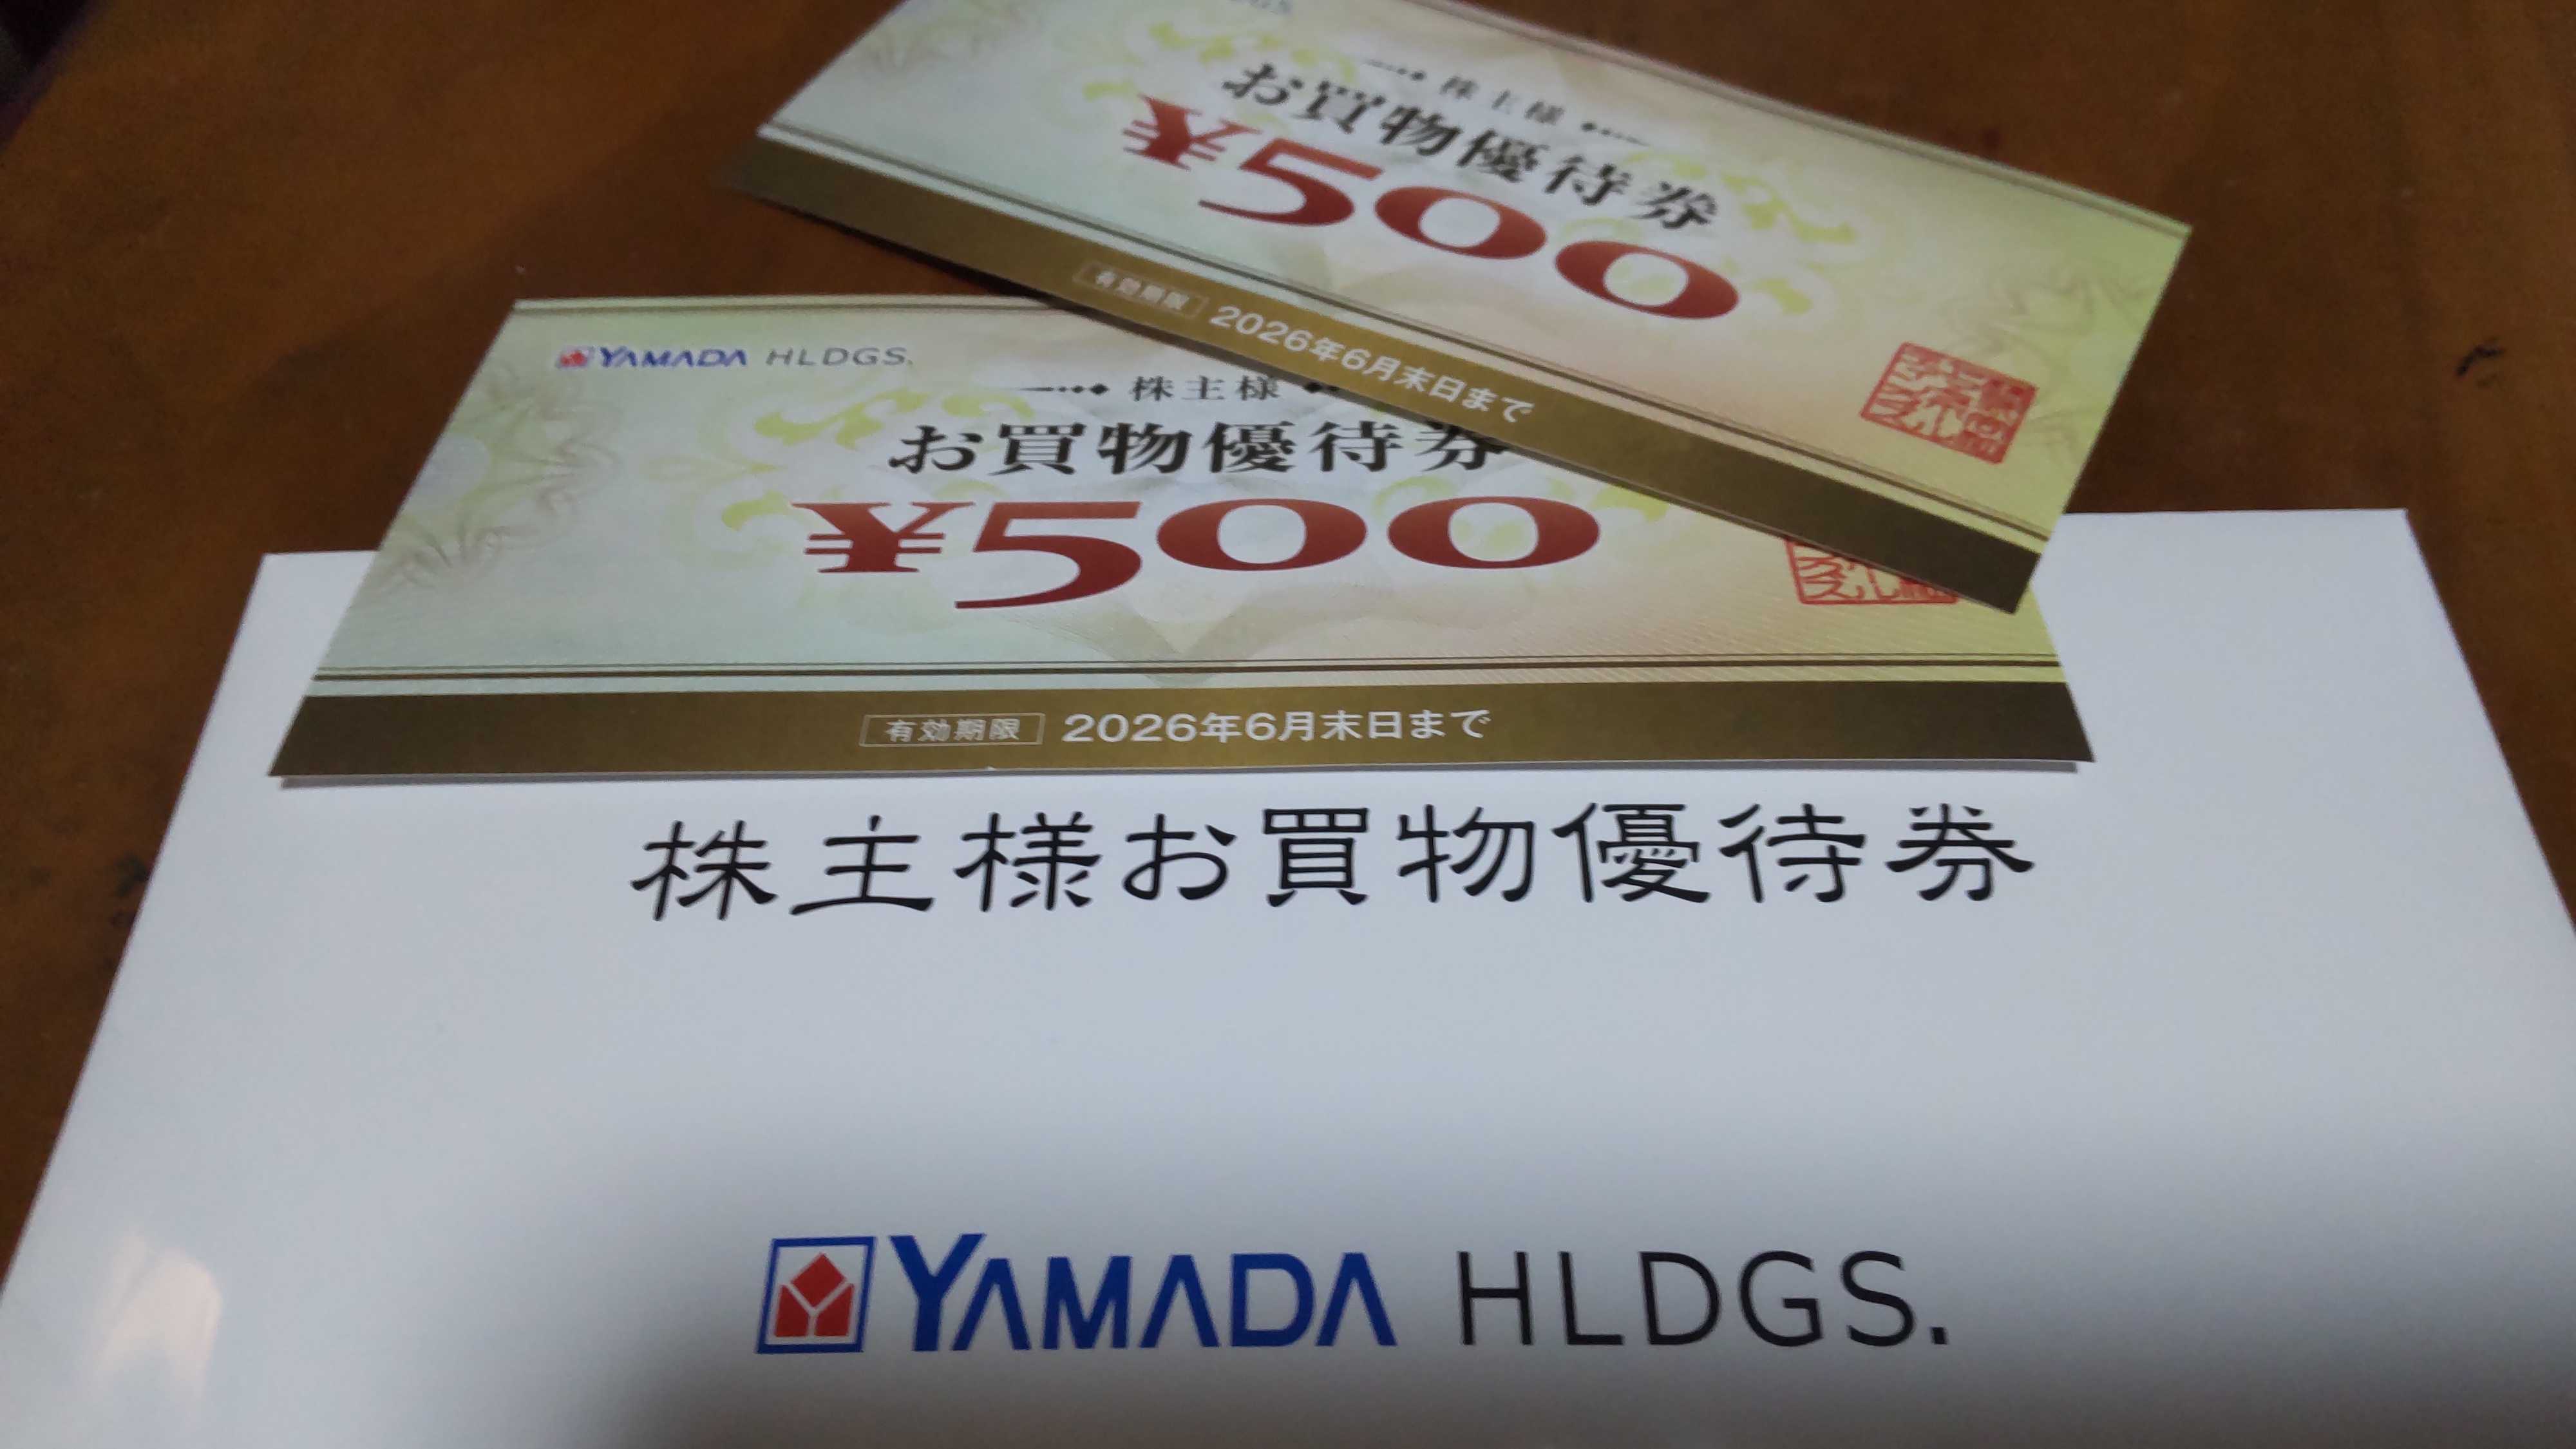 株主様
お買物優待券
¥500
有効期限 2026年6月末日まで
YAMADA HLDGS.
株主様
お買物優待券
¥500
有効期限 2026年6月末日まで
株主様お買物優待券
YAMADA HLDGS.